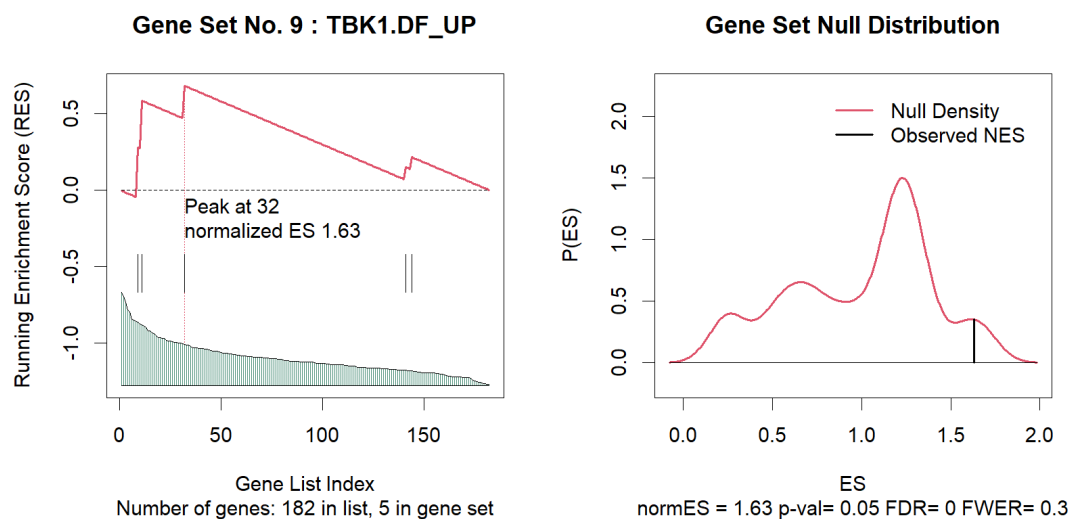 Gene Set No. 9 : TBK1.DF_UP
Running Enrichment Score (RES)
0.5
0.0
-0.5
-1.0
Peak at 32
normalized ES 1.63
0 50 100 150
Gene List Index
Number of genes: 182 in list, 5 in gene set
Gene Set Null Distribution
P(ES)
2.0
1.5
1.0
0.5
0.0
Null Density
Observed NES
0.0 0.5 1.0 1.5 2.0
ES
normES = 1.63 p-val= 0.05 FDR= 0 FWER= 0.3